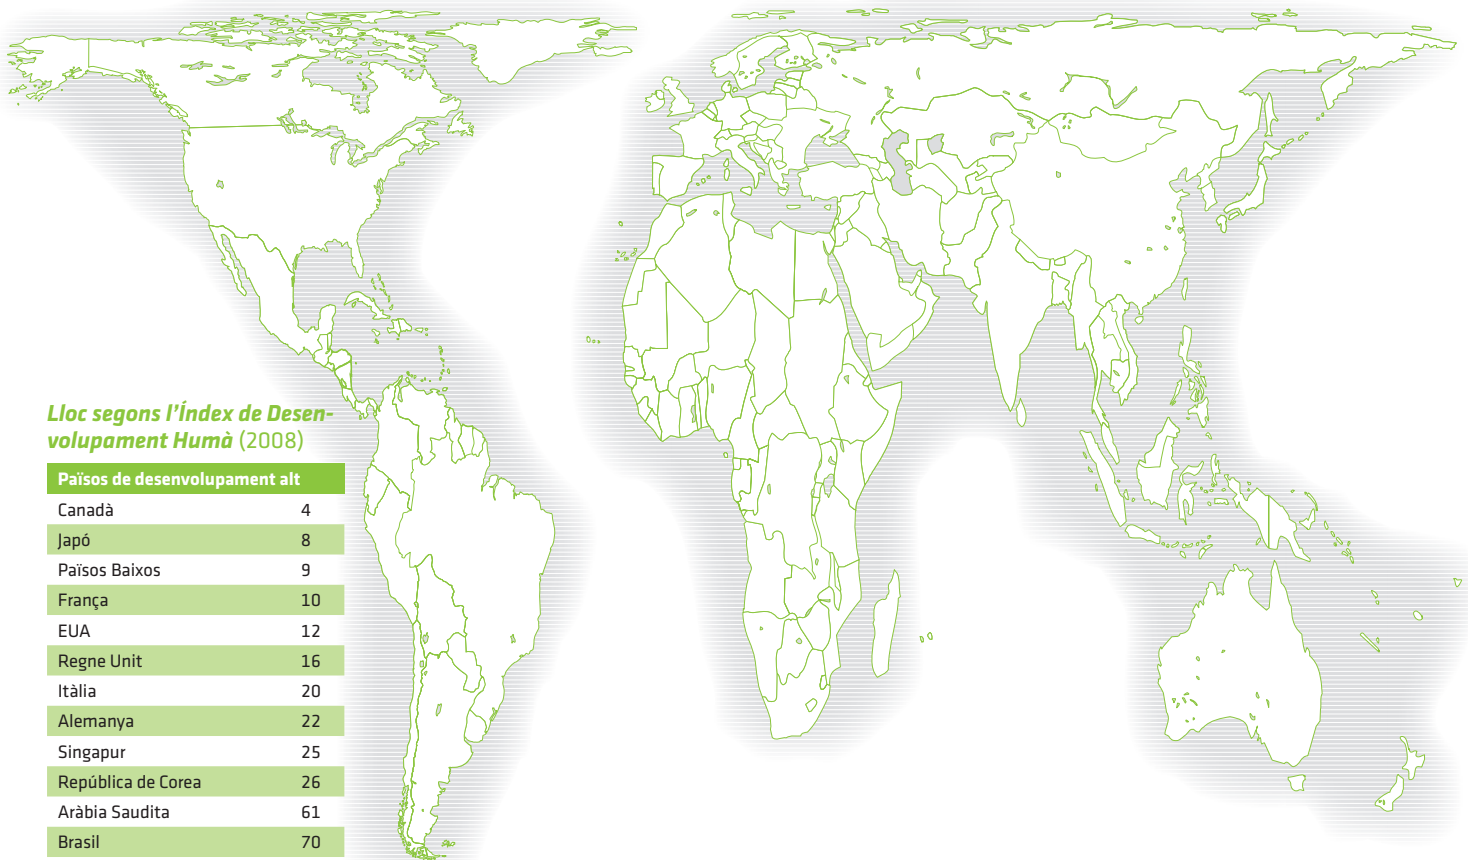 Lloc segons l'Índex de Desen-
volupament Humà (2008)
Països de desenvolupament alt
Canadà 4
Japó 8
Països Baixos 9
França 10
EUA 12
Regne Unit 16
Itàlia 20
Alemanya 22
Singapur 25
República de Corea 26
Aràbia Saudita 61
Brasil 70